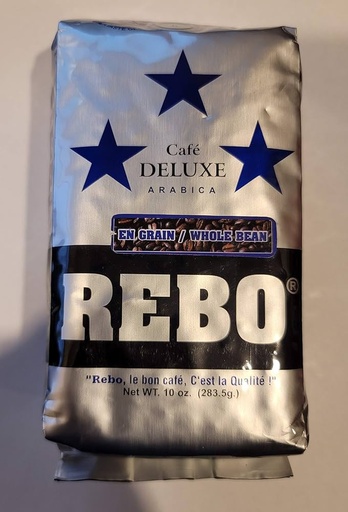 Café
DELUXE
ARABICA
EN GRAIN / WHOLE BEAN
REBO®
"Rebo, le bon café, C'est la Qualité !"
Net WT. 10 oz. (283.5g.)